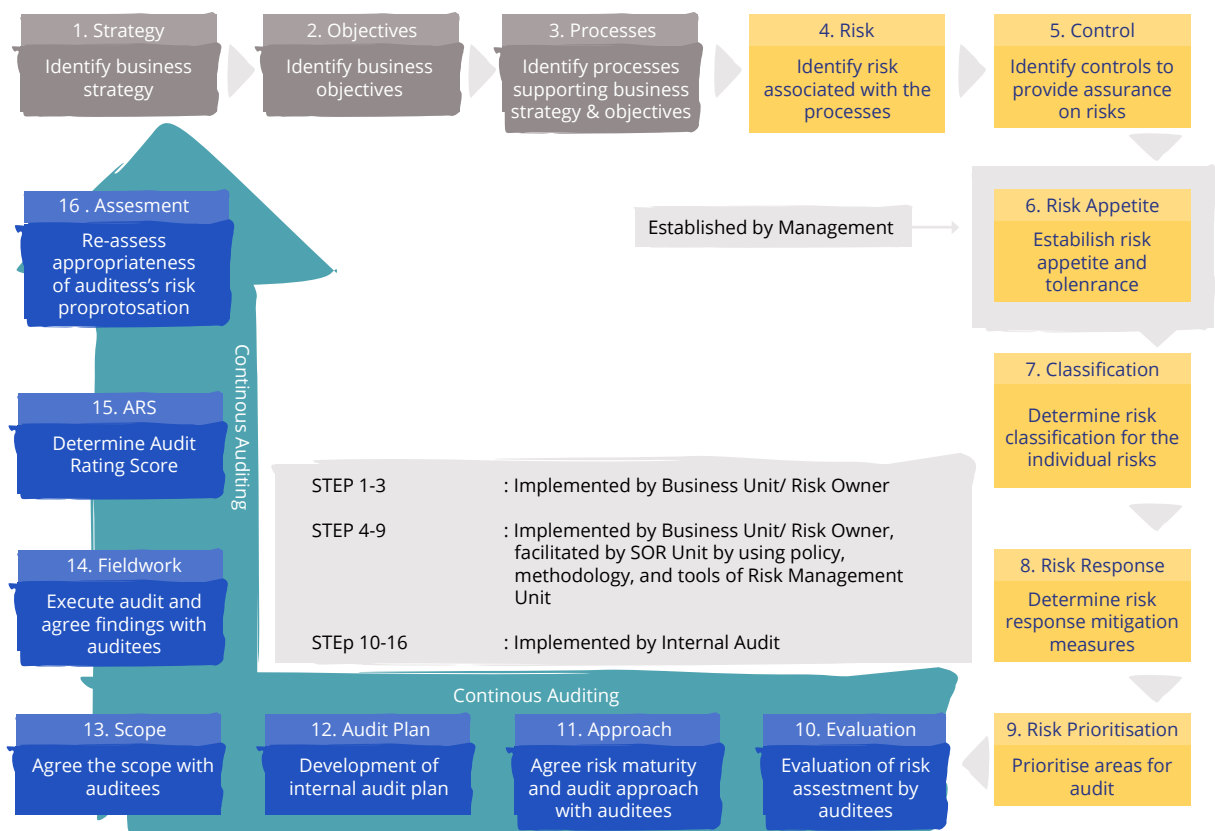 1. Strategy
Identify business
strategy
2. Objectives
Identify business
objectives
3. Processes
Identify processes
supporting business
strategy & objectives
4. Risk
Identify risk
associated with the
processes
5. Control
Identify controls to
provide assurance
on risks
Established by Management
6. Risk Appetite
Estabilish risk
appetite and
tolenrance
7. Classification
Determine risk
classification for the
individual risks
8. Risk Response
Determine risk
response mitigation
measures
9. Risk Prioritisation
Prioritise areas for
audit
10. Evaluation
Evaluation of risk
assestment by
auditees
11. Approach
Agree risk maturity
and audit approach
with auditees
12. Audit Plan
Development of
internal audit plan
13. Scope
Agree the scope with
auditees
14. Fieldwork
Execute audit and
agree findings with
auditees
15. ARS
Determine Audit
Rating Score
16 . Assesment
Re-assess
appropriateness
of auditess's risk
proprotosation
Continous Auditing
Continous Auditing
STEP 1-3 : Implemented by Business Unit/ Risk Owner
STEP 4-9 : Implemented by Business Unit/ Risk Owner,
facilitated by SOR Unit by using policy,
methodology, and tools of Risk Management
Unit
STEp 10-16 : Implemented by Internal Audit